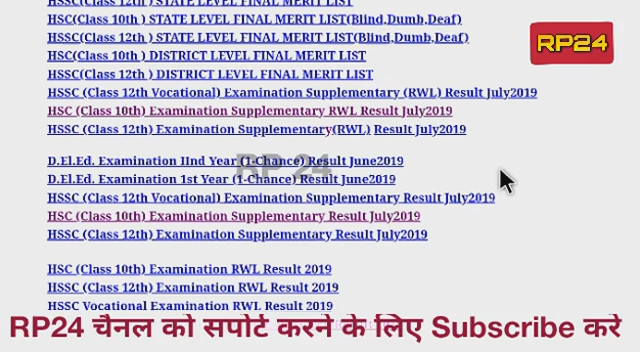 HSSC(Class 12th ) STATE LEVEL FINAL MERIT LIST
HSC(Class 10th ) STATE LEVEL FINAL MERIT LIST(Blind,Dumb,Deaf)
HSSC(Class 12th ) STATE LEVEL FINAL MERIT LIST(Blind,Dumb,Deaf)
HSC(Class 10th ) DISTRICT LEVEL FINAL MERIT LIST
HSSC(Class 12th ) DISTRICT LEVEL FINAL MERIT LIST
HSSC (Class 12th Vocational) Examination Supplementary (RWL) Result July2019
HSC (Class 10th) Examination Supplementary RWL Result July2019
HSSC (Class 12th) Examination Supplementary(RWL) Result July2019
D.El.Ed. Examination IInd Year (1-Chance) Result June2019
D.El.Ed. Examination 1st Year (1-Chance) Result June2019
HSSC (Class 12th Vocational) Examination Supplementary Result July2019
HSC (Class 10th) Examination Supplementary Result July2019
HSSC (Class 12th) Examination Supplementary Result July2019
HSC (Class 10th) Examination RWL Result 2019
HSSC (Class 12th) Examination RWL Result 2019
HSSC Vocational Examination RWL Result 2019
RP24
RP 24
RP24 चैनल को सपोर्ट करने के लिए Subscribe करे